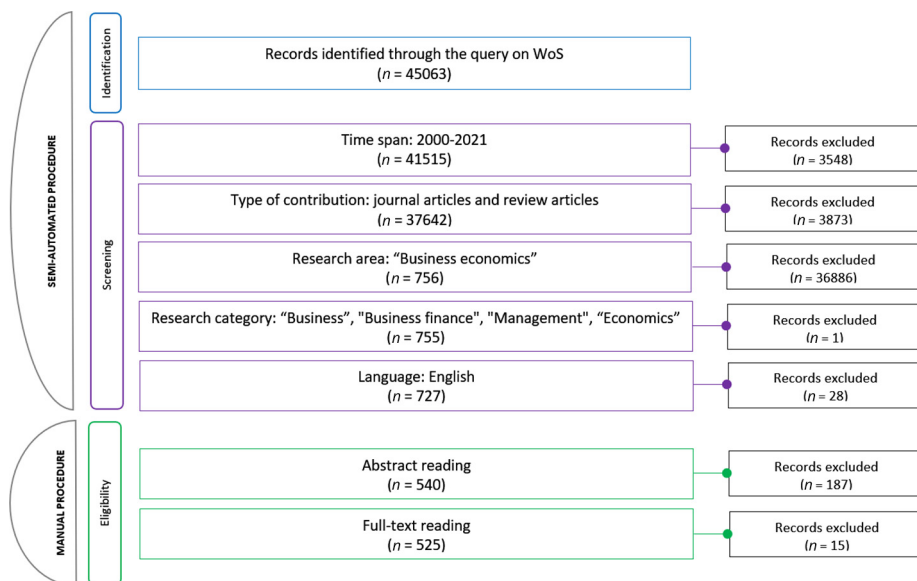 SEMI-AUTOMATED PROCEDURE
Identification
Records identified through the query on WoS
(n = 45063)
Screening
Time span: 2000-2021
(n = 41515)
Records excluded
(n = 3548)
Type of contribution: journal articles and review articles
(n = 37642)
Records excluded
(n = 3873)
Research area: “Business economics”
(n = 756)
Records excluded
(n = 36886)
Research category: “Business”, "Business finance", "Management", “Economics”
(n = 755)
Records excluded
(n = 1)
Language: English
(n = 727)
Records excluded
(n = 28)
MANUAL PROCEDURE
Eligibility
Abstract reading
(n = 540)
Records excluded
(n = 187)
Full-text reading
(n = 525)
Records excluded
(n = 15)